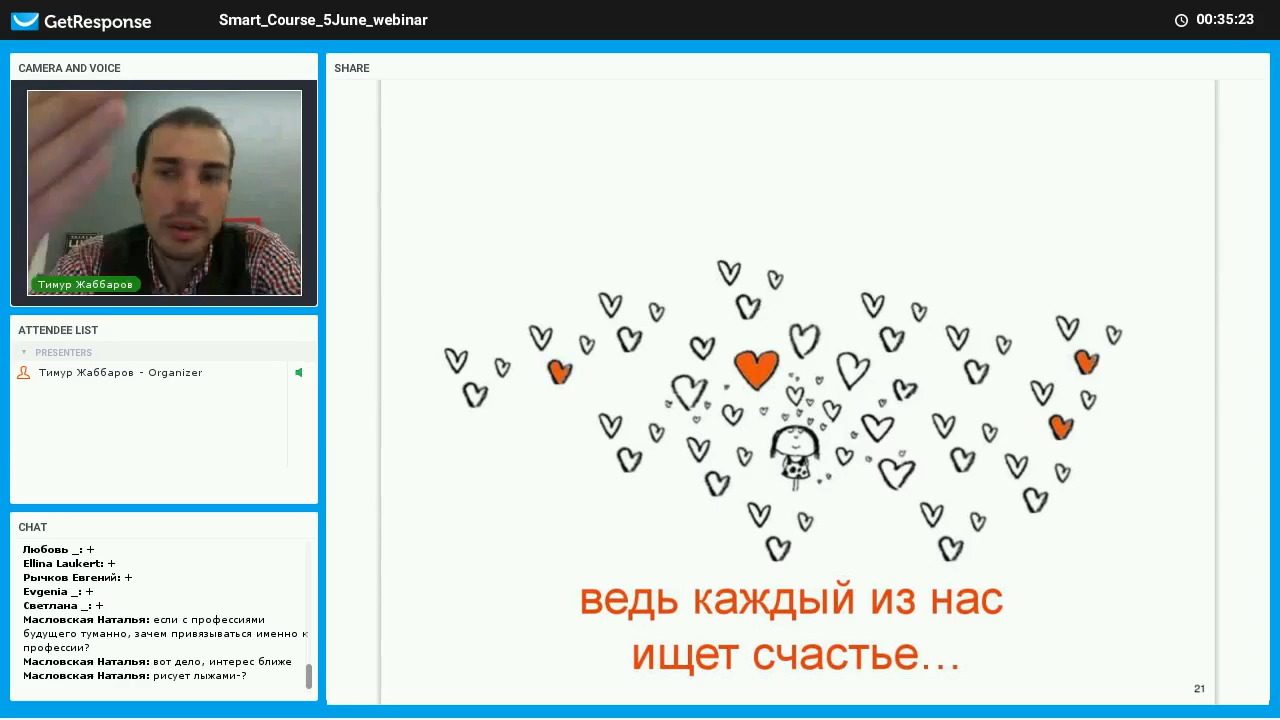 GetResponse
Smart_Course_5June_webinar
00:35:23
CAMERA AND VOICE
Тимур Жаббаров
ATTENDEE LIST
PRESENTERS
Тимур Жаббаров - Organizer
CHAT
Любовь _: +
Ellina Laukert: +
Рычков Евгений: +
Evgenia _: +
Светлана _: +
Масловская Наталья: если с профессиями
будущего туманно, зачем привязываться именно к
профессии?
Масловская Наталья: вот дело, интерес ближе
Масловская Наталья: рисует лыжами-?
SHARE
ведь каждый из нас
ищет счастье...
21